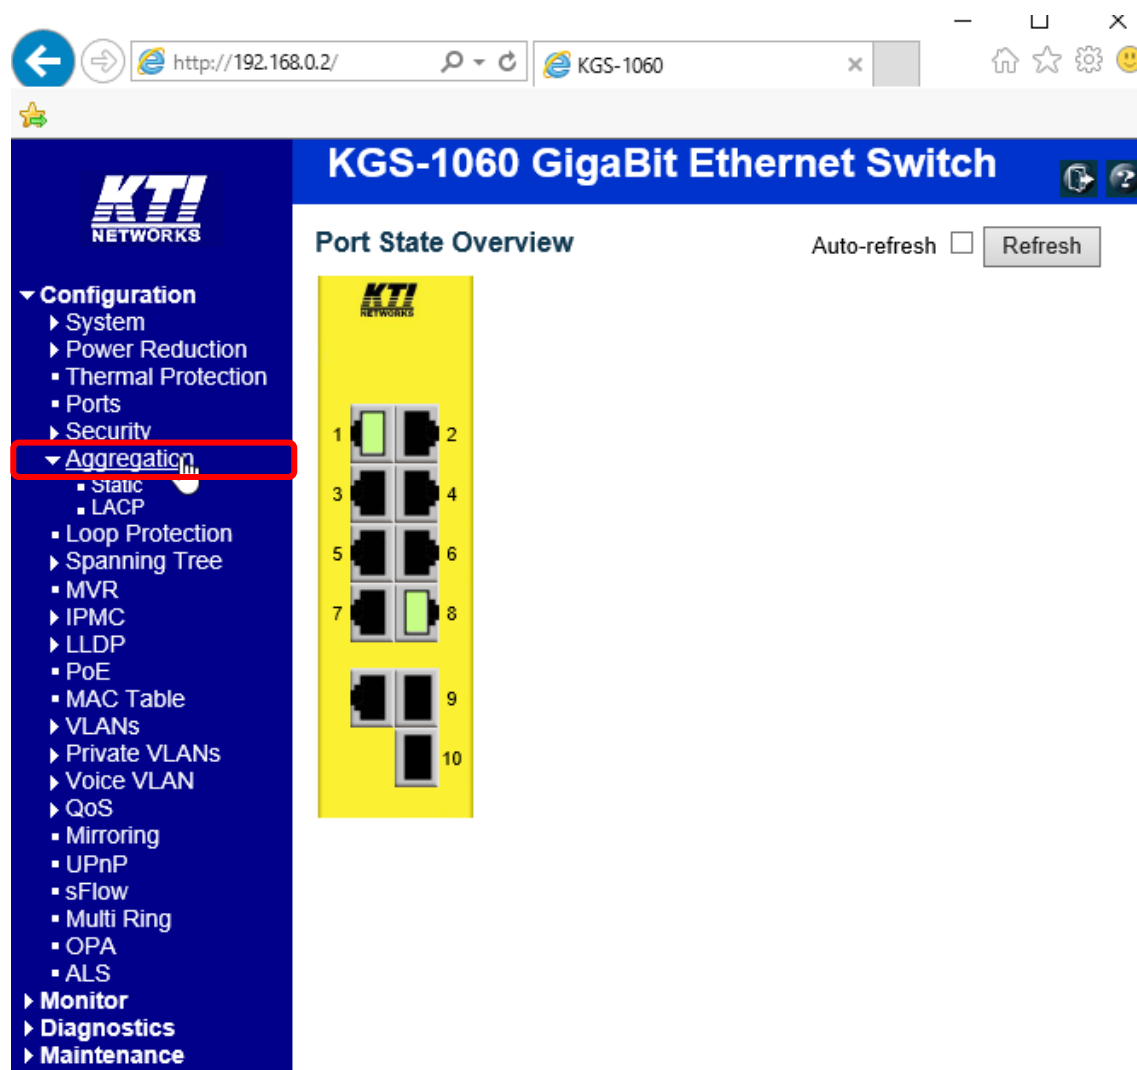 http://192.168.0.2/
KGS-1060
KGS-1060 GigaBit Ethernet Switch
KTI
NETWORKS
Port State Overview
Auto-refresh
Refresh
Configuration
System
Power Reduction
Thermal Protection
Ports
Security
Aggregation
Static
LACP
Loop Protection
Spanning Tree
MVR
IPMC
LLDP
PoE
MAC Table
VLANs
Private VLANs
Voice VLAN
QoS
Mirroring
UPnP
sFlow
Multi Ring
OPA
ALS
Monitor
Diagnostics
Maintenance
KTI
NETWORKS
1 2
3 4
5 6
7 8
9
10